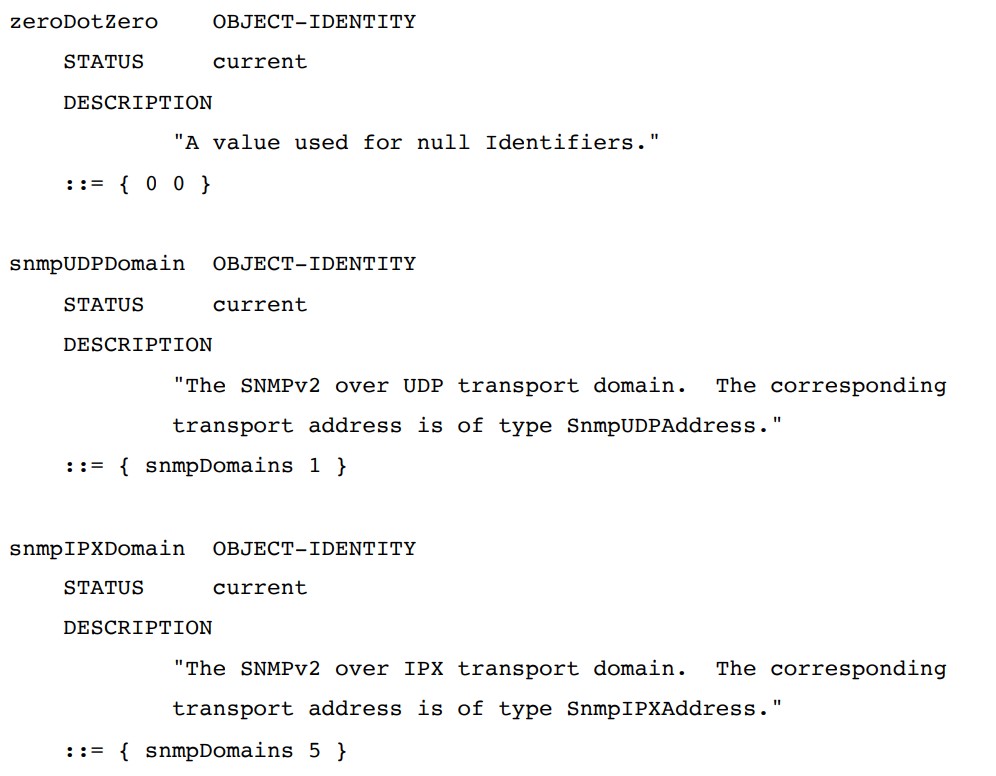 zeroDotZero    OBJECT-IDENTITY
    STATUS     current
    DESCRIPTION
            "A value used for null Identifiers."
    ::= { 0 0 }

snmpUDPDomain  OBJECT-IDENTITY
    STATUS     current
    DESCRIPTION
            "The SNMPv2 over UDP transport domain.  The corresponding
            transport address is of type SnmpUDPAddress."
    ::= { snmpDomains 1 }

snmpIPXDomain  OBJECT-IDENTITY
    STATUS     current
    DESCRIPTION
            "The SNMPv2 over IPX transport domain.  The corresponding
            transport address is of type SnmpIPXAddress."
    ::= { snmpDomains 5 }